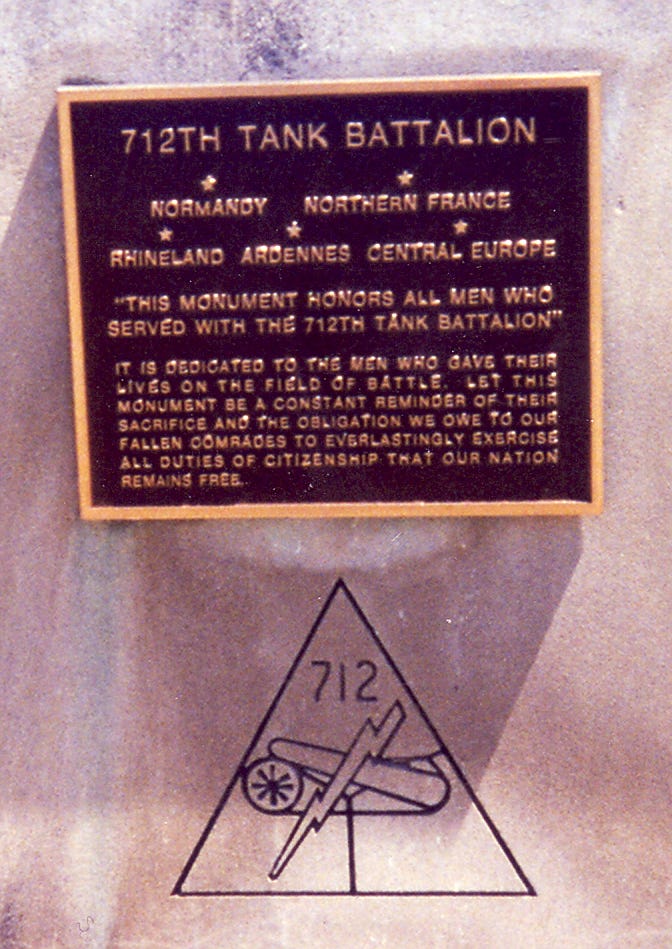 712TH TANK BATTALION
NORMANDY NORTHERN FRANCE
RHINELAND ARDENNES CENTRAL EUROPE
"THIS MONUMENT HONORS ALL MEN WHO
SERVED WITH THE 712TH TANK BATTALION"
IT IS DEDICATED TO THE MEN WHO GAVE THEIR
LIVES ON THE FIELD OF BATTLE. LET THIS
MONUMENT BE A CONSTANT REMINDER OF THEIR
SACRIFICE AND THE OBLIGATION WE OWE TO OUR
FALLEN COMRADES TO EVERLASTINGLY EXERCISE
ALL DUTIES OF CITIZENSHIP THAT OUR NATION
REMAINS FREE.
712